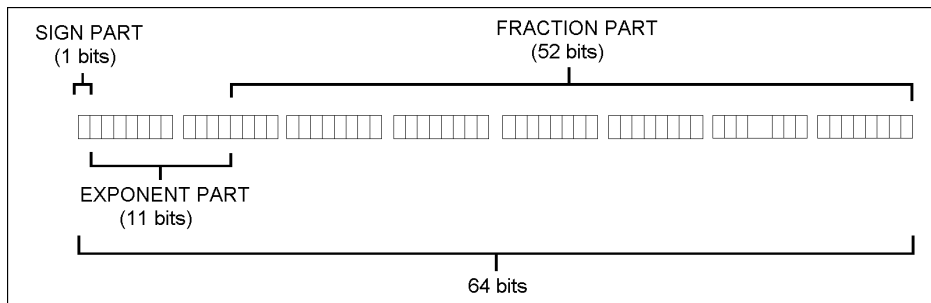 SIGN PART
(1 bits)
FRACTION PART
(52 bits)
EXPONENT PART
(11 bits)
64 bits